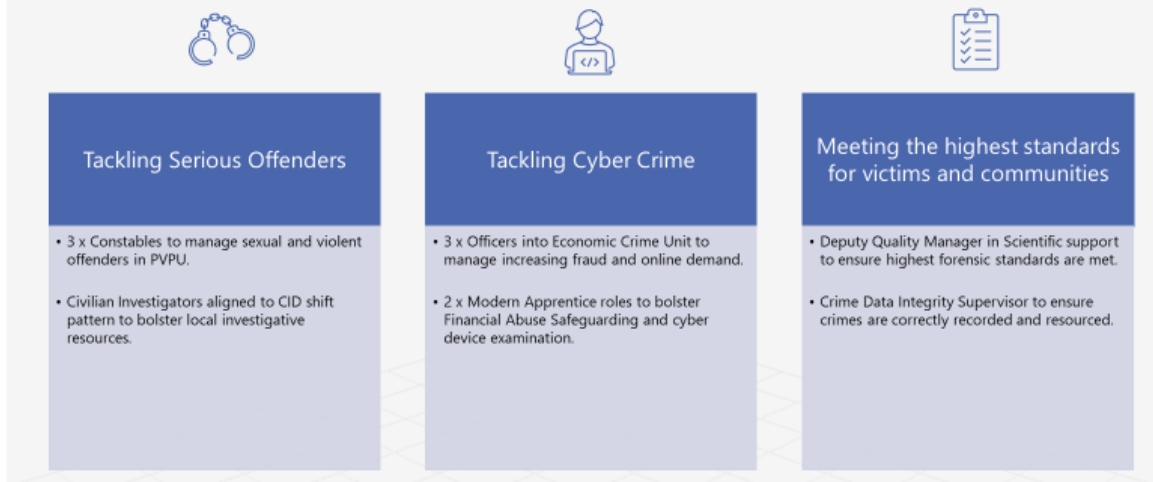 </>
Tackling Serious Offenders
• 3 x Constables to manage sexual and violent
offenders in PVPU.
• Civilian Investigators aligned to CID shift
pattern to bolster local investigative
resources.
Tackling Cyber Crime
• 3 x Officers into Economic Crime Unit to
manage increasing fraud and online demand.
• 2 x Modern Apprentice roles to bolster
Financial Abuse Safeguarding and cyber
device examination.
Meeting the highest standards
for victims and communities
• Deputy Quality Manager in Scientific support
to ensure highest forensic standards are met.
• Crime Data Integrity Supervisor to ensure
crimes are correctly recorded and resourced.